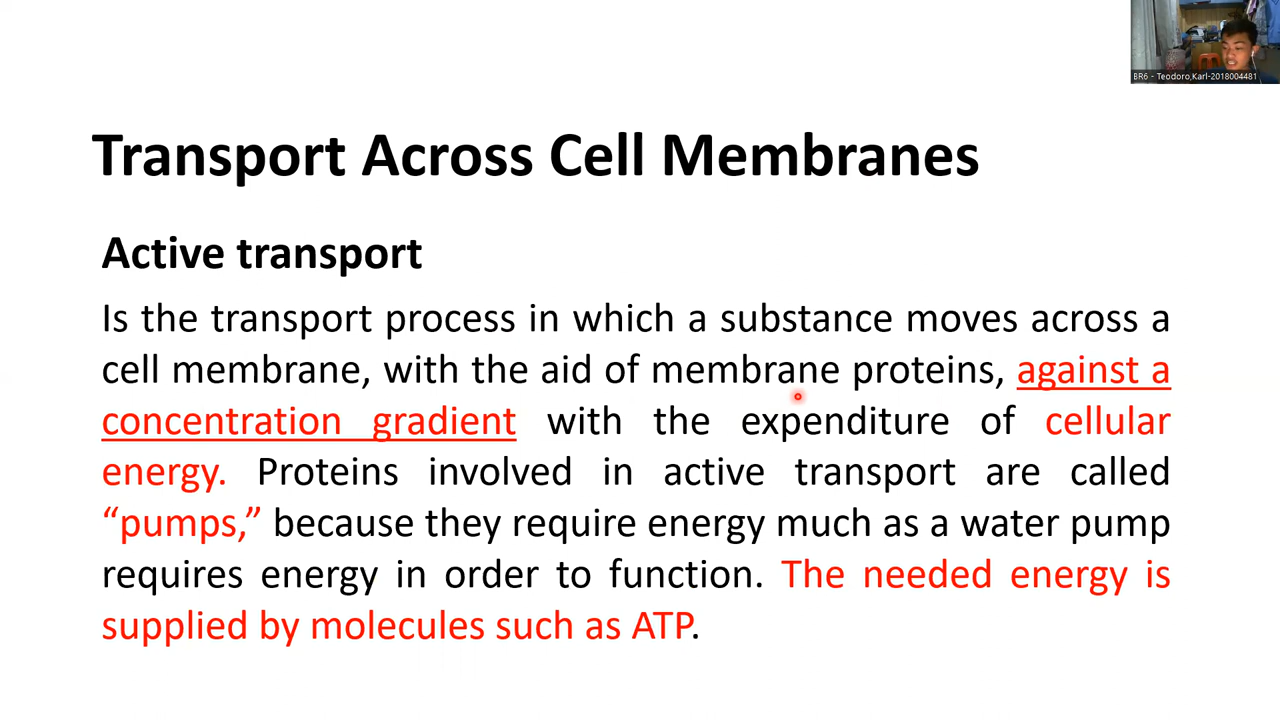 BR6 - Teodoro,Karl-2018004481
Transport Across Cell Membranes
Active transport
Is the transport process in which a substance moves across a
cell membrane, with the aid of membrane proteins, against a
concentration gradient with the expenditure of cellular
energy. Proteins involved in active transport are called
“pumps,” because they require energy much as a water pump
requires energy in order to function. The needed energy is
supplied by molecules such as ATP.